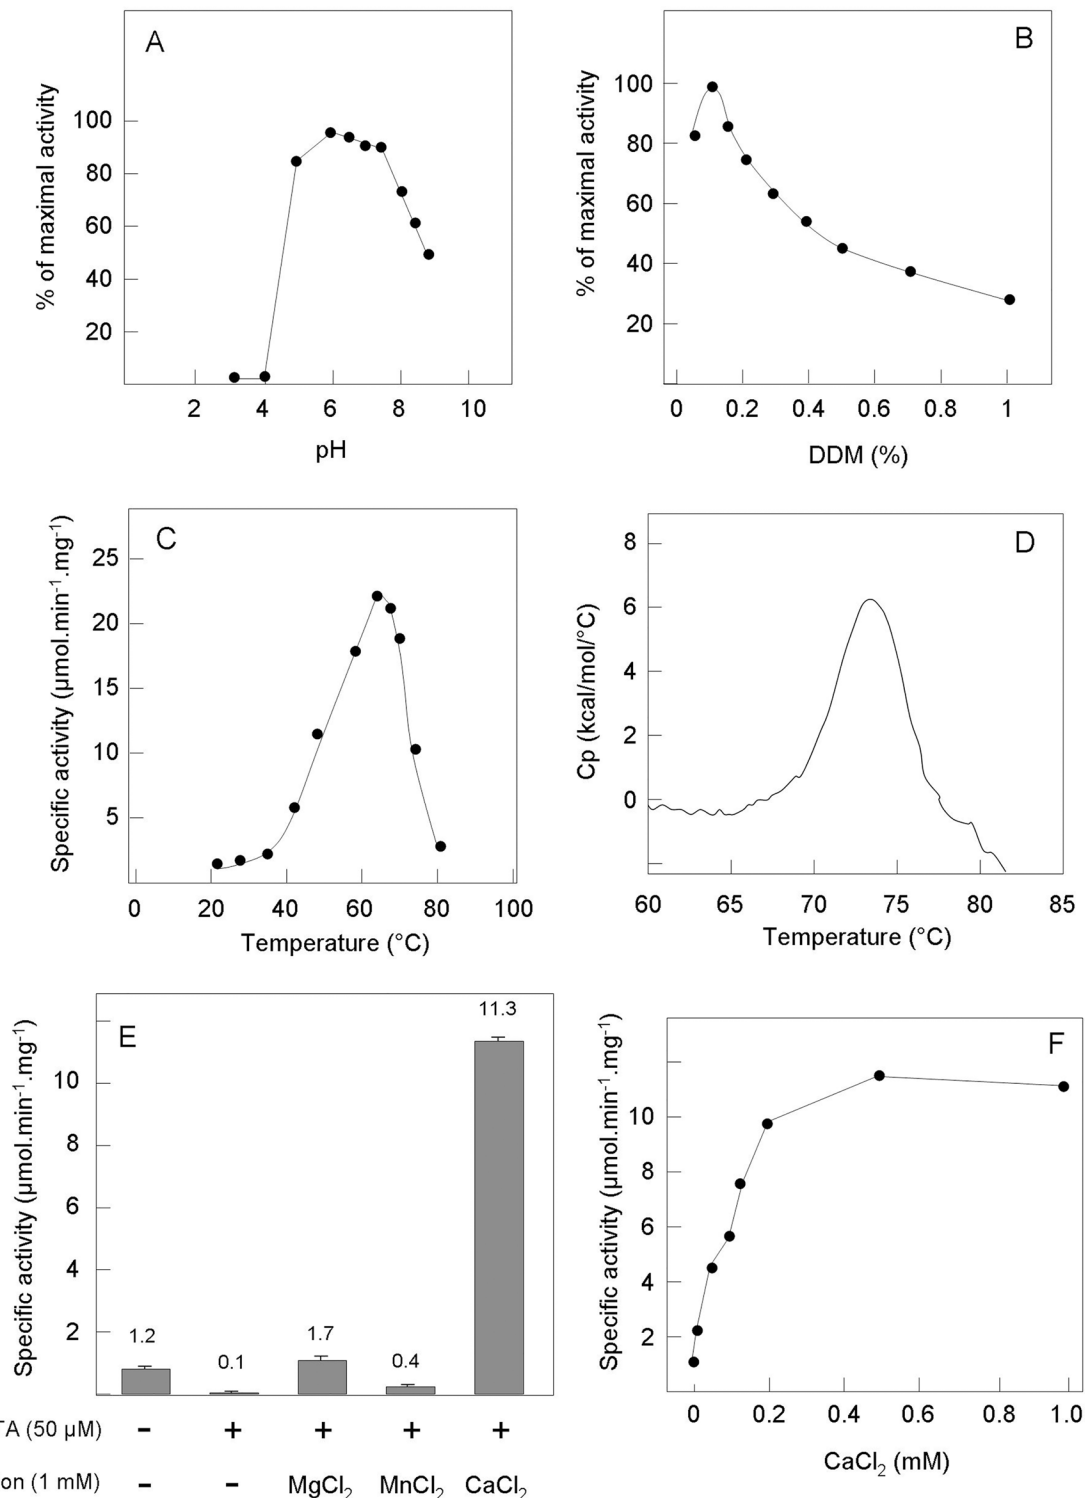 A
% of maximal activity
100
80
60
40
20
2 4 6 8 10
pH
B
% of maximal activity
100
80
60
40
20
0 0.2 0.4 0.6 0.8 1
DDM (%)
C
Specific activity (µmol.min⁻¹.mg⁻¹)
25
20
15
10
5
0 20 40 60 80 100
Temperature (°C)
D
Cp (kcal/mol/°C)
8
6
4
2
0
60 65 70 75 80 85
Temperature (°C)
E
Specific activity (µmol.min⁻¹.mg⁻¹)
10
8
6
4
2
1.2 0.1 1.7 0.4 11.3
TA (50 µM) - + + + +
on (1 mM) - - MgCl₂ MnCl₂ CaCl₂
F
Specific activity (µmol.min⁻¹.mg⁻¹)
10
8
6
4
2
0 0.2 0.4 0.6 0.8 1.0
CaCl₂ (mM)